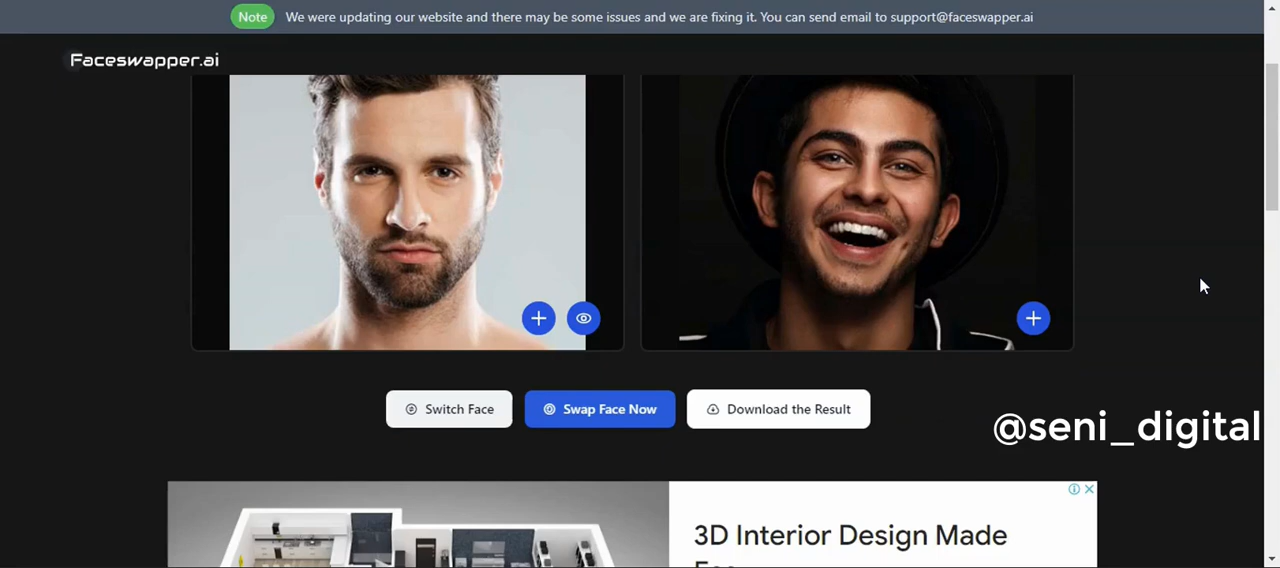 Note We were updating our website and there may be some issues and we are fixing it. You can send email to support@faceswapper.ai
Faceswapper.ai
Switch Face Swap Face Now Download the Result
@seni_digital
3D Interior Design Made